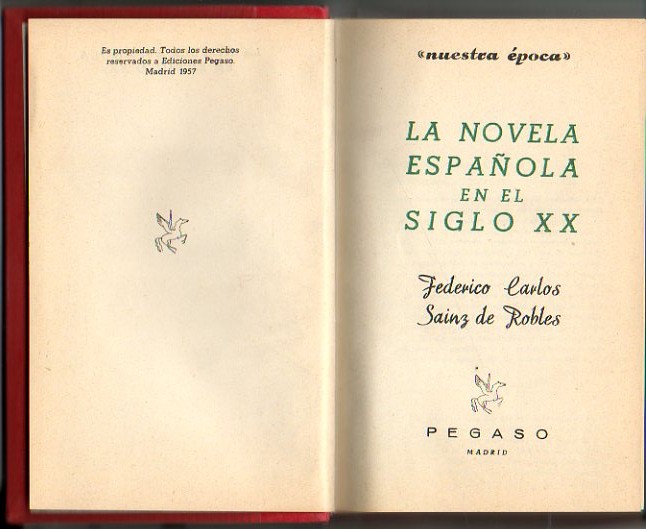 Es propiedad. Todos los derechos
reservados a Ediciones Pegaso.
Madrid 1957
«nuestra época»
LA NOVELA
ESPAÑOLA
EN EL
SIGLO XX
Federico Carlos
Sainz de Robles
PEGASO
MADRID